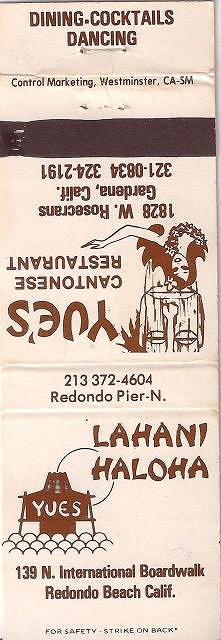 DINING-COCKTAILS
DANCING
Control Marketing, Westminster, CA-SM
YUE'S
CANTONESE
RESTAURANT
1828 W. Rosecrans
Gardena, Calif.
321-0834 324-2191
213 372-4604
Redondo Pier-N.
LAHANI
HALOHA
YUES
139 N. International Boardwalk
Redondo Beach Calif.
FOR SAFETY - STRIKE ON BACK